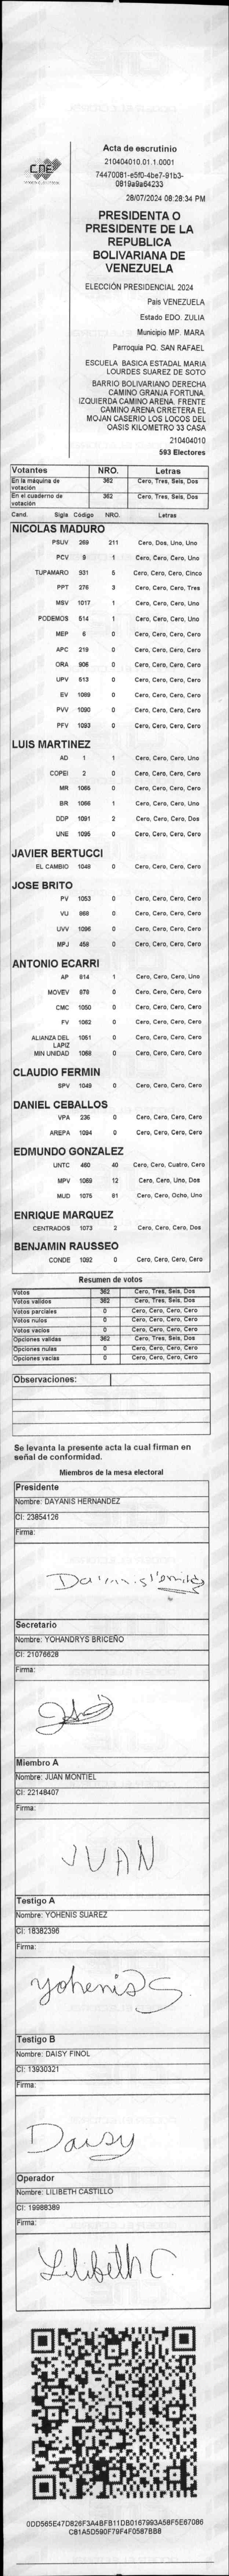 CNE
Acta de escrutinio
210404010.01.1.0001
74470081-e5f0-4be7-91b3-
0819a9a64233
28/07/2024 08:28:34 PM
PRESIDENTA O
PRESIDENTE DE LA
REPUBLICA
BOLIVARIANA DE
VENEZUELA
ELECCIÓN PRESIDENCIAL 2024
País VENEZUELA
Estado EDO. ZULIA
Municipio MP. MARA
Parroquia PQ. SAN RAFAEL
ESCUELA BASICA ESTADAL MARIA
LOURDES SUAREZ DE SOTO
BARRIO BOLIVARIANO DERECHA
CAMINO GRANJA FORTUNA.
IZQUIERDA CAMINO ARENA. FRENTE
CAMINO ARENA CRRETERA EL
MOJAN CASERIO LOS LOCOS DEL
OASIS KILOMETRO 33 CASA
210404010
593 Electores
Votantes NRO. Letras
En la máquina de votación 362 Cero, Tres, Seis, Dos
En el cuaderno de votación 362 Cero, Tres, Seis, Dos
Cand. Sigla Código NRO. Letras
NICOLAS MADURO
PSUV 269 211 Cero, Dos, Uno, Uno
PCV 9 1 Cero, Cero, Cero, Uno
TUPAMARO 931 5 Cero, Cero, Cero, Cinco
PPT 276 3 Cero, Cero, Cero, Tres
MSV 1017 1 Cero, Cero, Cero, Uno
PODEMOS 514 1 Cero, Cero, Cero, Uno
MEP 6 0 Cero, Cero, Cero, Cero
APC 219 0 Cero, Cero, Cero, Cero
ORA 906 0 Cero, Cero, Cero, Cero
UPV 513 0 Cero, Cero, Cero, Cero
EV 1089 0 Cero, Cero, Cero, Cero
PVV 1090 0 Cero, Cero, Cero, Cero
PFV 1093 0 Cero, Cero, Cero, Cero
LUIS MARTINEZ
AD 1 1 Cero, Cero, Cero, Uno
COPEI 2 0 Cero, Cero, Cero, Cero
MR 1065 0 Cero, Cero, Cero, Cero
BR 1066 1 Cero, Cero, Cero, Uno
DDP 1091 2 Cero, Cero, Cero, Dos
UNE 1095 0 Cero, Cero, Cero, Cero
JAVIER BERTUCCI
EL CAMBIO 1048 0 Cero, Cero, Cero, Cero
JOSE BRITO
PV 1053 0 Cero, Cero, Cero, Cero
VU 868 0 Cero, Cero, Cero, Cero
UVV 1096 0 Cero, Cero, Cero, Cero
MPJ 458 0 Cero, Cero, Cero, Cero
ANTONIO ECARRI
AP 814 1 Cero, Cero, Cero, Uno
MOVEV 878 0 Cero, Cero, Cero, Cero
CMC 1050 0 Cero, Cero, Cero, Cero
FV 1062 0 Cero, Cero, Cero, Cero
ALIANZA DEL LAPIZ 1051 0 Cero, Cero, Cero, Cero
MIN UNIDAD 1068 0 Cero, Cero, Cero, Cero
CLAUDIO FERMIN
SPV 1049 0 Cero, Cero, Cero, Cero
DANIEL CEBALLOS
VPA 236 0 Cero, Cero, Cero, Cero
AREPA 1094 0 Cero, Cero, Cero, Cero
EDMUNDO GONZALEZ
UNTC 460 40 Cero, Cero, Cuatro, Cero
MPV 1069 12 Cero, Cero, Uno, Dos
MUD 1075 81 Cero, Cero, Ocho, Uno
ENRIQUE MARQUEZ
CENTRADOS 1073 2 Cero, Cero, Cero, Dos
BENJAMIN RAUSSEO
CONDE 1092 0 Cero, Cero, Cero, Cero
Resumen de votos
Votos 362 Cero, Tres, Seis, Dos
Votos validos 362 Cero, Tres, Seis, Dos
Votos parciales 0 Cero, Cero, Cero, Cero
Votos nulos 0 Cero, Cero, Cero, Cero
Votos vacios 0 Cero, Cero, Cero, Cero
Opciones validas 362 Cero, Tres, Seis, Dos
Opciones nulas 0 Cero, Cero, Cero, Cero
Opciones vacias 0 Cero, Cero, Cero, Cero
Observaciones:
Se levanta la presente acta la cual firman en
señal de conformidad.
Miembros de la mesa electoral
Presidente
Nombre: DAYANIS HERNANDEZ
CI: 23854126
Firma:
Secretario
Nombre: YOHANDRYS BRICEÑO
CI: 21076628
Firma:
Miembro A
Nombre: JUAN MONTIEL
CI: 22148407
Firma:
JUAN
Testigo A
Nombre: YOHENIS SUAREZ
CI: 18382396
Firma:
Yohenis S.
Testigo B
Nombre: DAISY FINOL
CI: 13930321
Firma:
Daisy
Operador
Nombre: LILIBETH CASTILLO
CI: 19988389
Firma:
Lilibeth C.
0DD565E47D826F3A4BFB11DB0167993A58F5E67086
C81A5D590F79F4F0587BB8